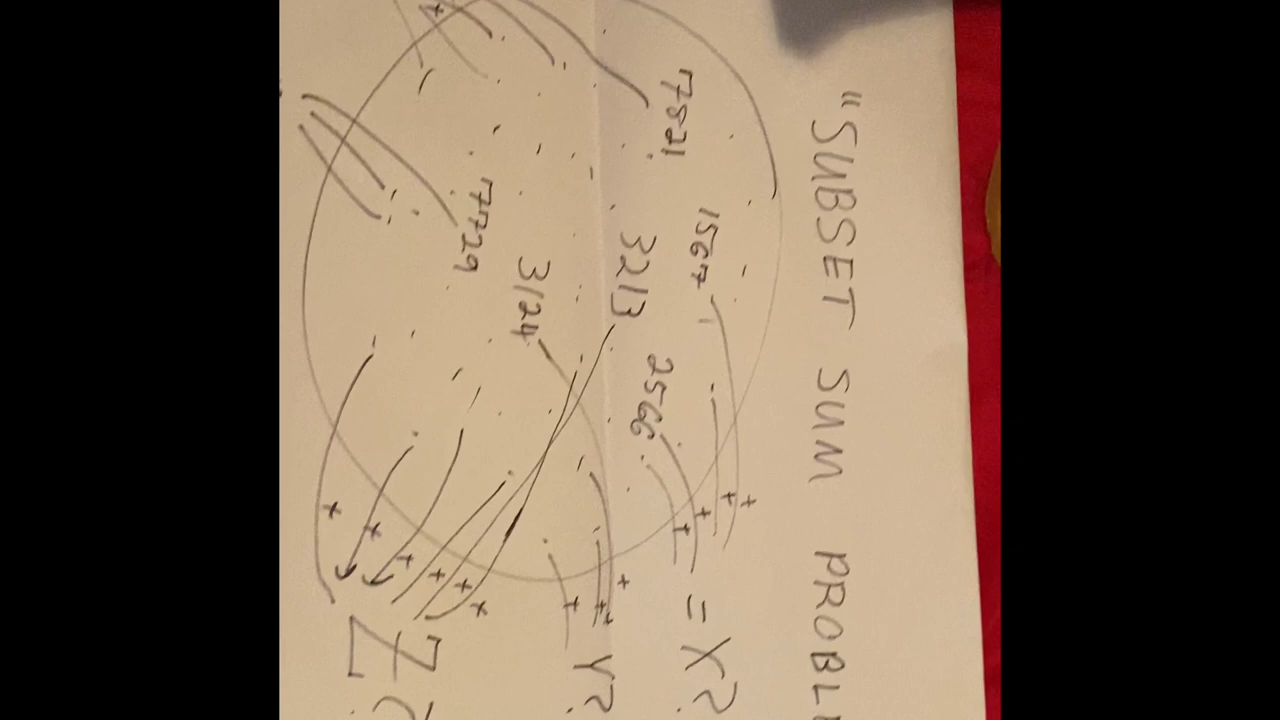 "SUBSET SUM PROBL
7821
1567
3213
2566
3124
7729
= X?
Y?
Z?